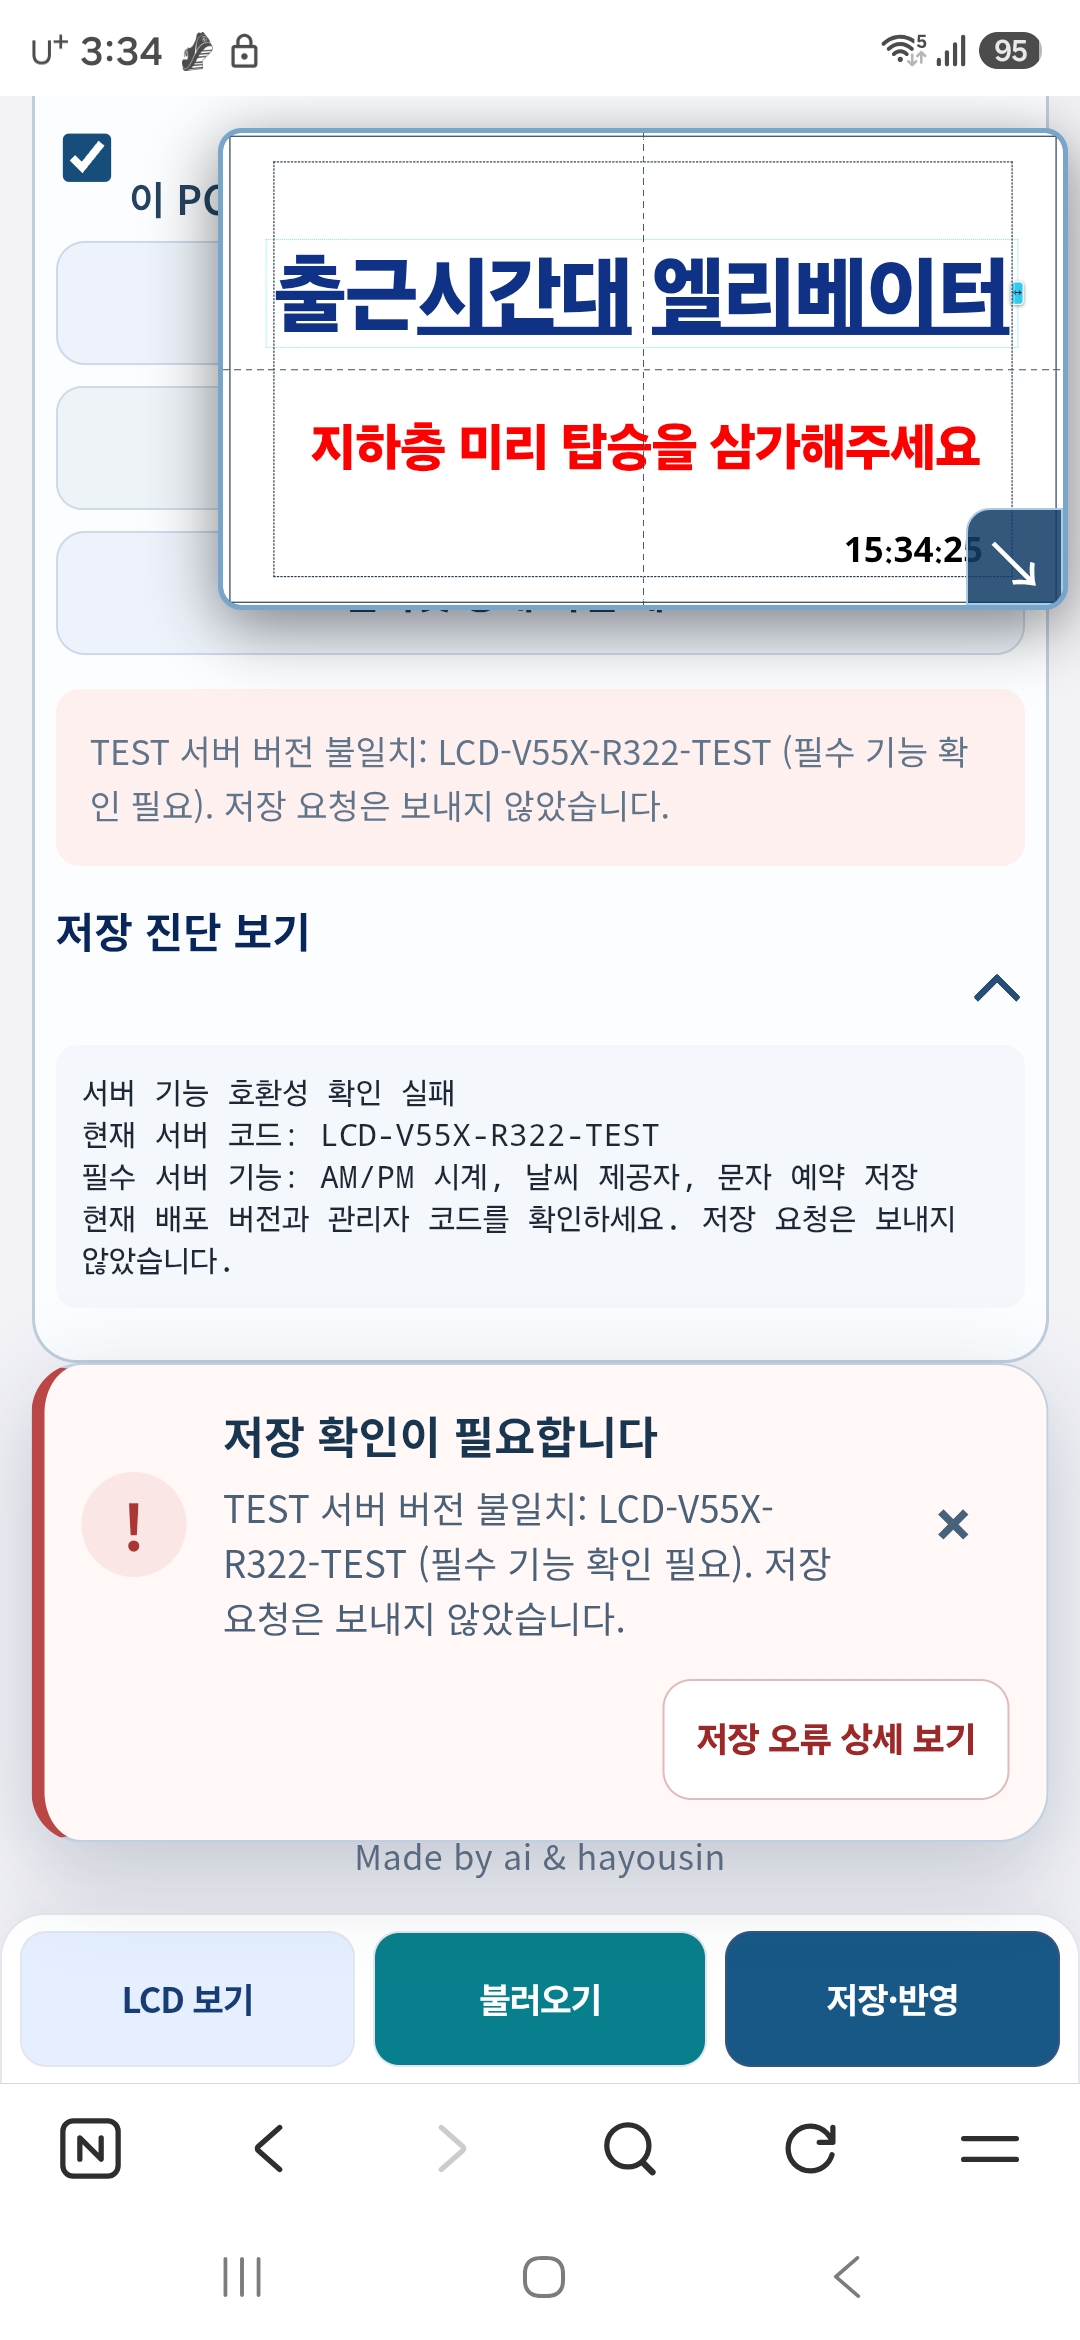 U+ 3:34
5 95
이 PC
출근시간대 엘리베이터
지하층 미리 탑승을 삼가해주세요
15:34:25
TEST 서버 버전 불일치: LCD-V55X-R322-TEST (필수 기능 확
인 필요). 저장 요청은 보내지 않았습니다.
저장 진단 보기
서버 기능 호환성 확인 실패
현재 서버 코드: LCD-V55X-R322-TEST
필수 서버 기능: AM/PM 시계, 날씨 제공자, 문자 예약 저장
현재 배포 버전과 관리자 코드를 확인하세요. 저장 요청은 보내지
않았습니다.
저장 확인이 필요합니다
!
TEST 서버 버전 불일치: LCD-V55X-
R322-TEST (필수 기능 확인 필요). 저장
요청은 보내지 않았습니다.
저장 오류 상세 보기
Made by ai & hayousin
LCD 보기
불러오기
저장·반영
N